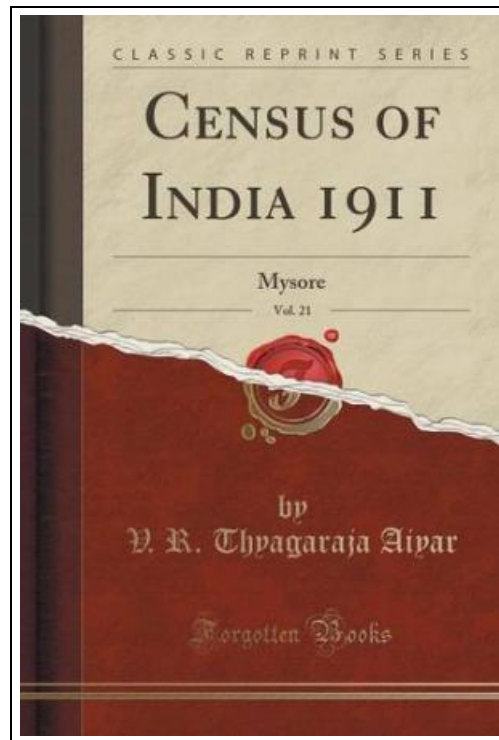 CLASSIC REPRINT SERIES
CENSUS OF
INDIA 1911
Mysore
Vol. 21
by
V. R. Thyagaraja Aiyar
Forgotten Books